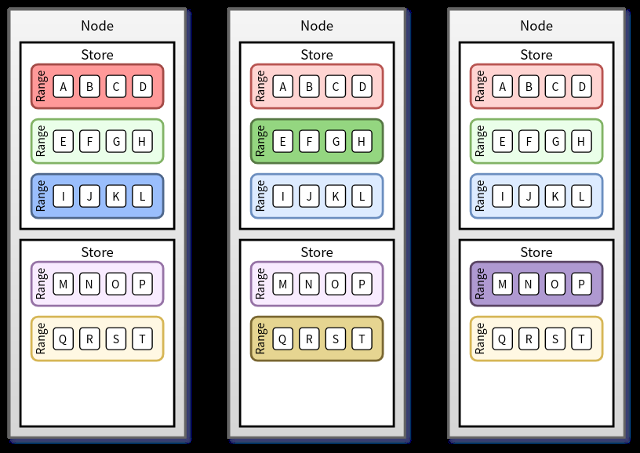 Node
Store
Range A B C D
Range E F G H
Range I J K L
Store
Range M N O P
Range Q R S T
Node
Store
Range A B C D
Range E F G H
Range I J K L
Store
Range M N O P
Range Q R S T
Node
Store
Range A B C D
Range E F G H
Range I J K L
Store
Range M N O P
Range Q R S T